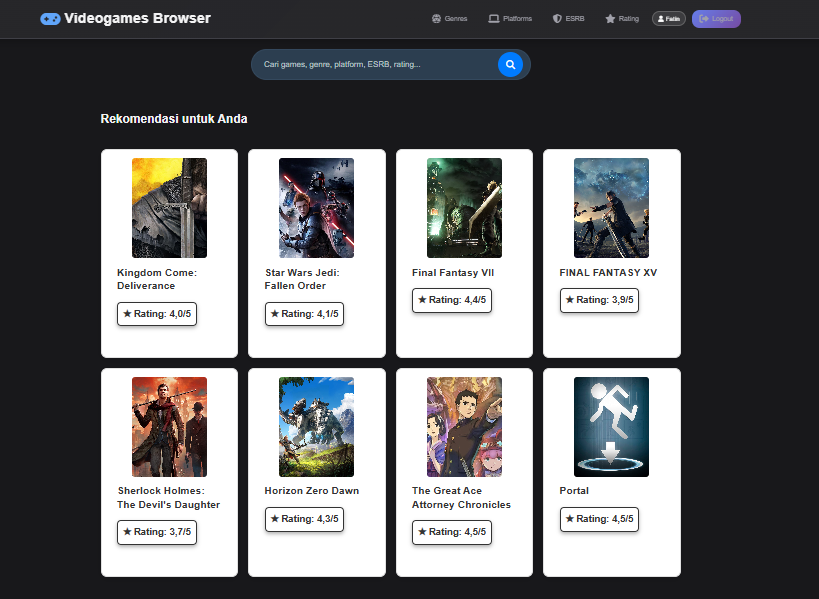 Videogames Browser
Genres
Platforms
ESRB
Rating
Fatin
Logout
Cari games, genre, platform, ESRB, rating...
Rekomendasi untuk Anda
Kingdom Come:
Deliverance
★ Rating: 4,0/5
Star Wars Jedi:
Fallen Order
★ Rating: 4,1/5
Final Fantasy VII
★ Rating: 4,4/5
FINAL FANTASY XV
★ Rating: 3,9/5
Sherlock Holmes:
The Devil's Daughter
★ Rating: 3,7/5
Horizon Zero Dawn
★ Rating: 4,3/5
The Great Ace
Attorney Chronicles
★ Rating: 4,5/5
Portal
★ Rating: 4,5/5